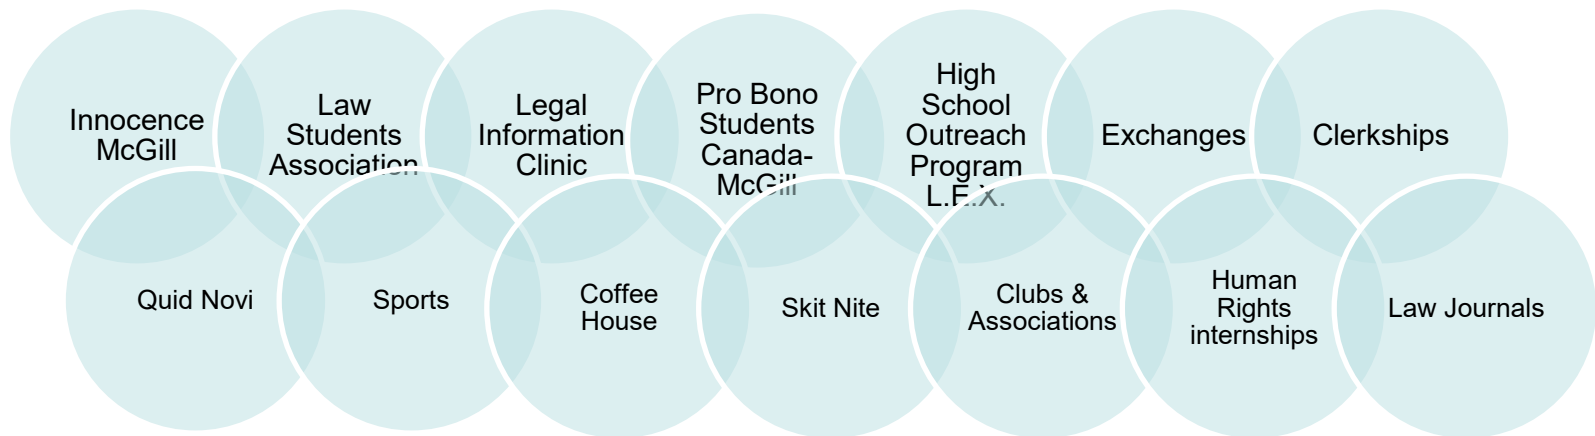 Innocence
McGill
Law
Students
Association
Legal
Information
Clinic
Pro Bono
Students
Canada-
McGill
High
School
Outreach
Program
L.E.X.
Exchanges
Clerkships
Quid Novi
Sports
Coffee
House
Skit Nite
Clubs &
Associations
Human
Rights
internships
Law Journals